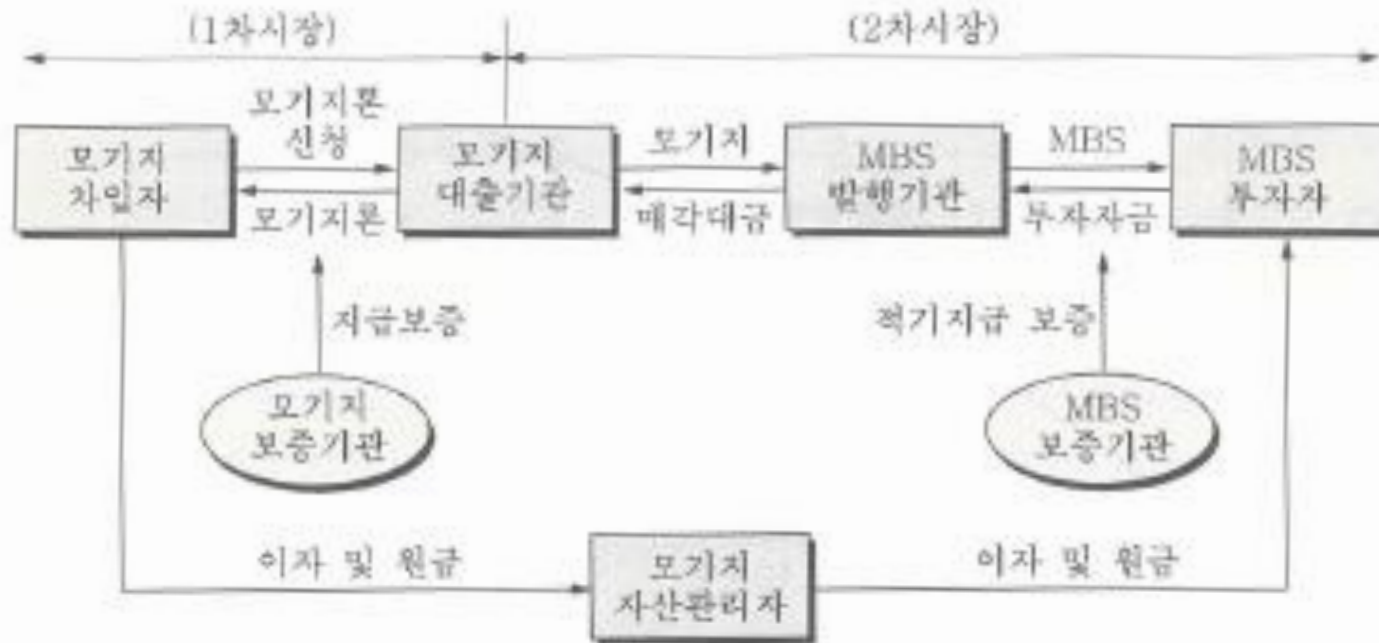 (1차시장)
(2차시장)
모기지론
신청
모기지
차입자
모기지
대출기관
모기지
MBS
발행기관
MBS
MBS
투자자
모기지론
매각대금
투자자금
지급보증
적기지급 보증
모기지
보증기관
MBS
보증기관
이자 및 원금
모기지
자산관리자
이자 및 원금